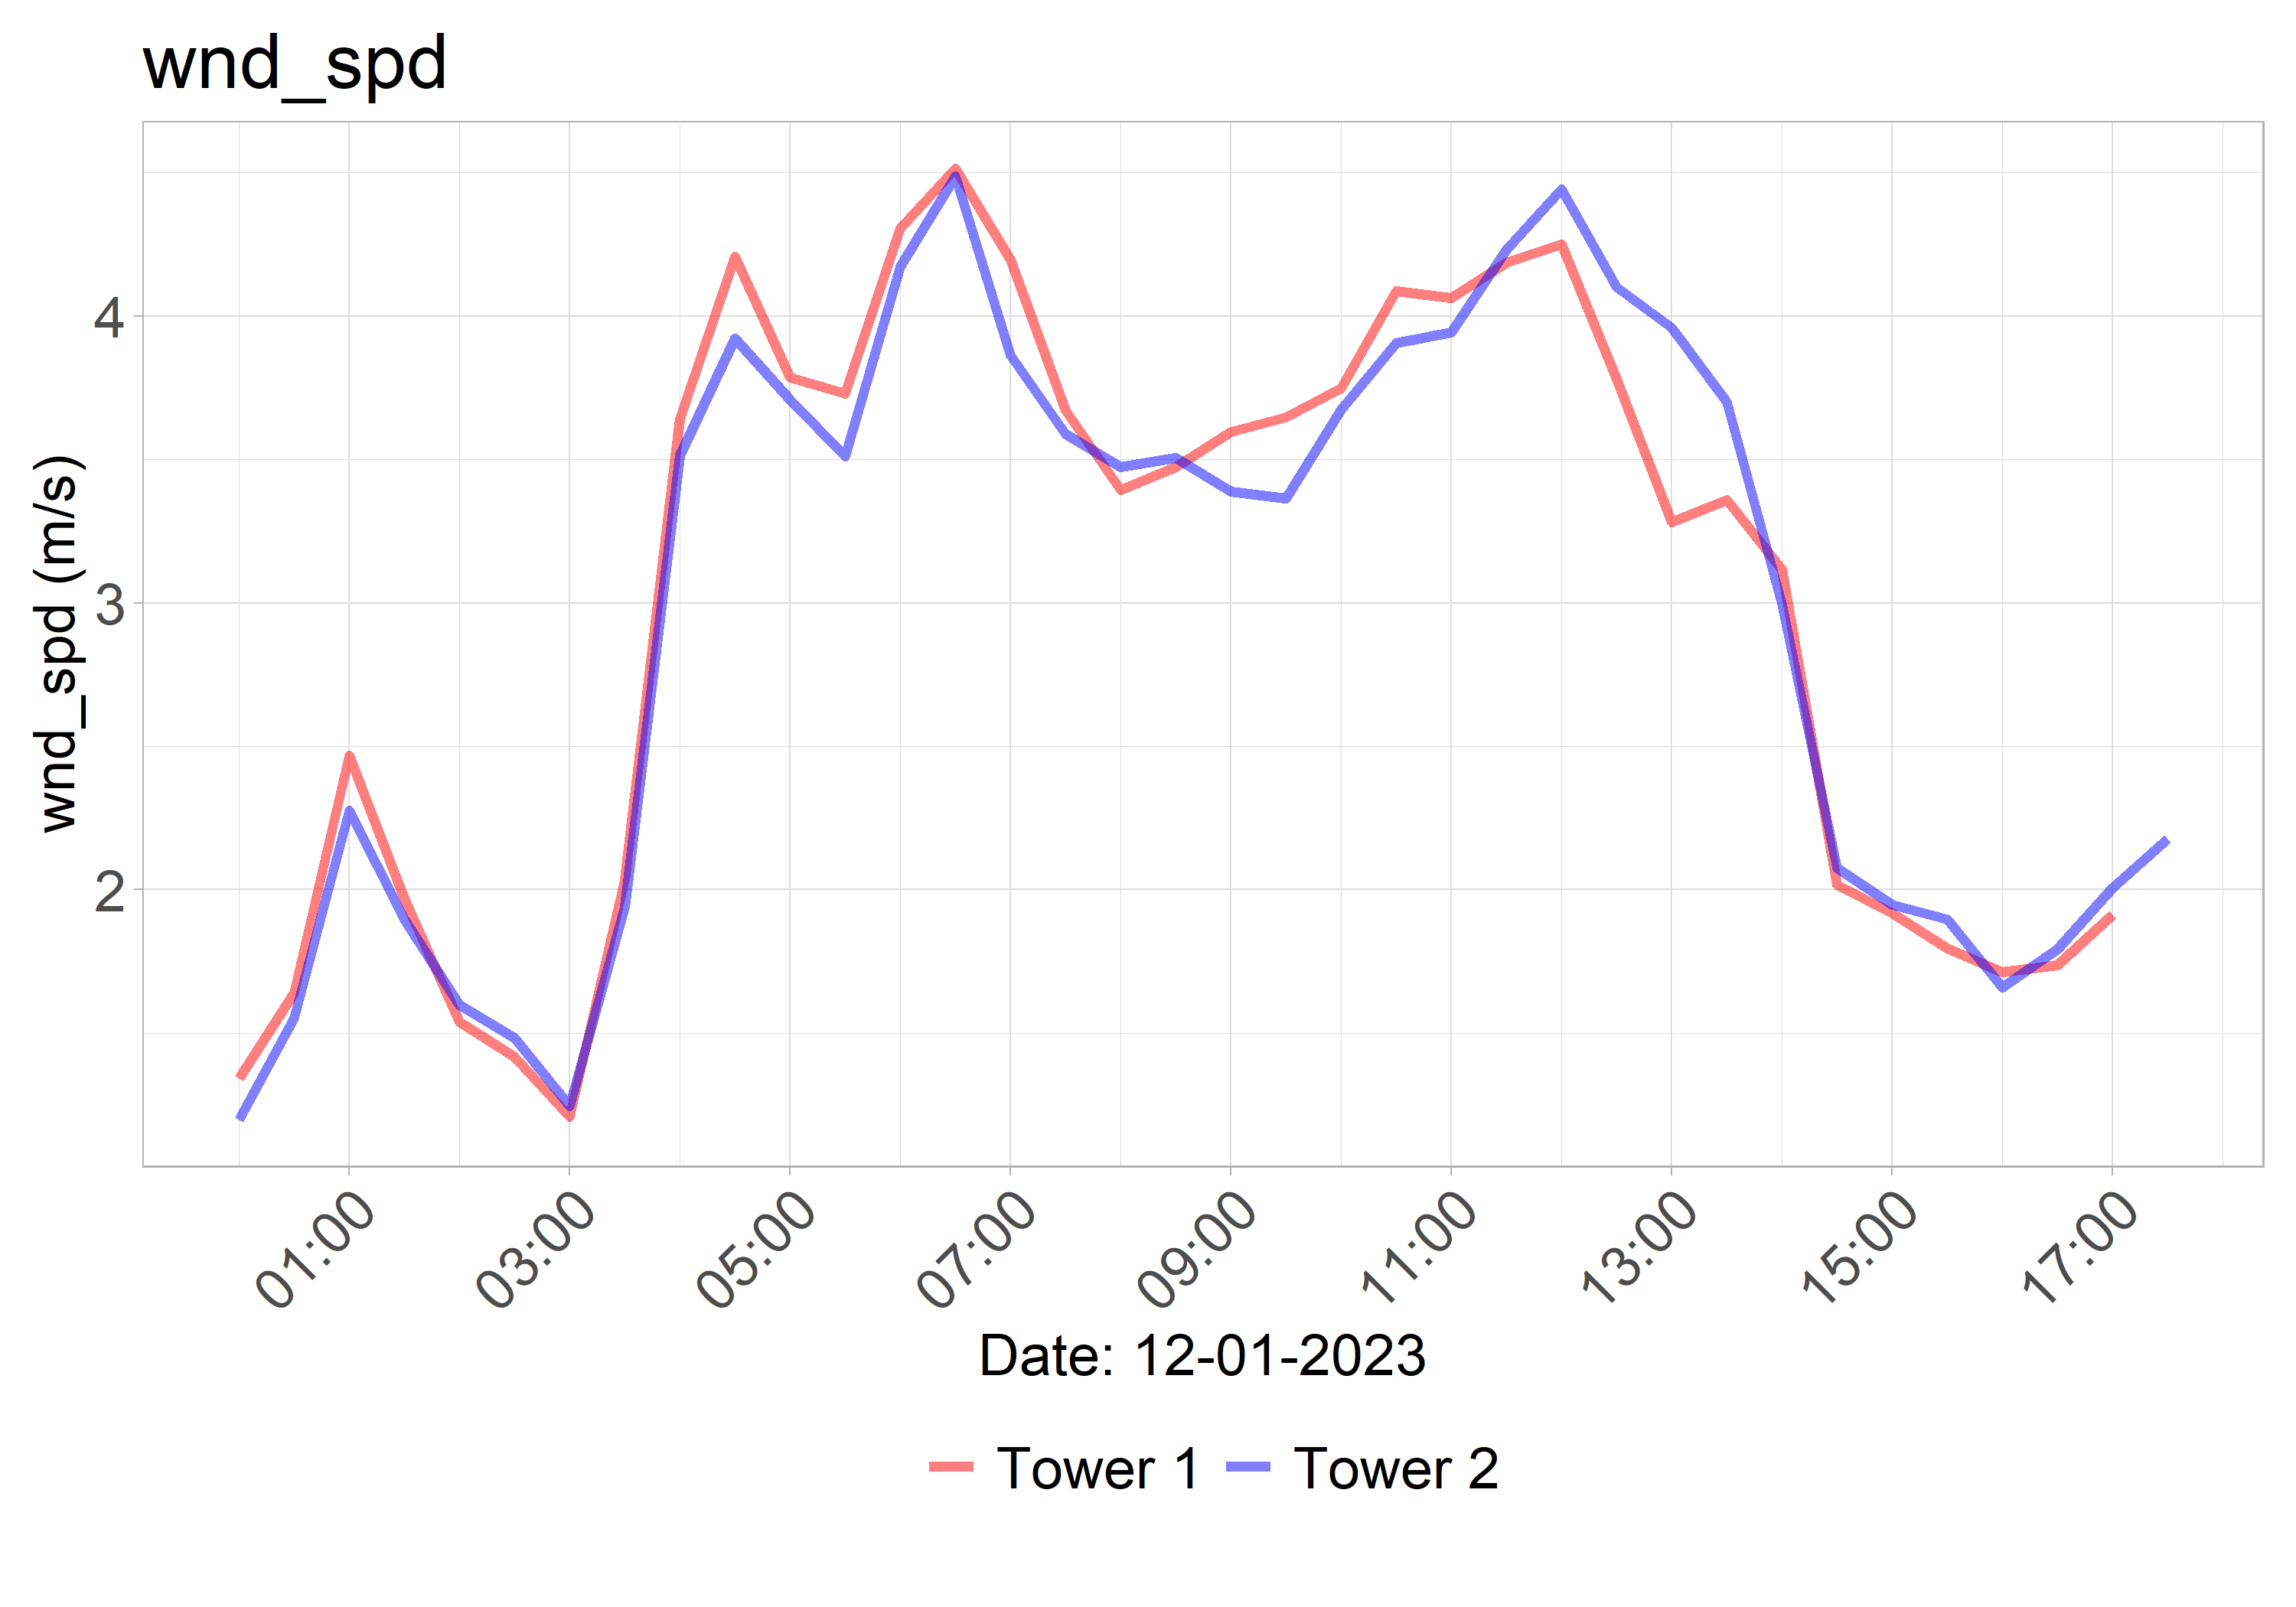 wnd_spd
wnd_spd (m/s)
4
3
2
01:00 03:00 05:00 07:00 09:00 11:00 13:00 15:00 17:00
Date: 12-01-2023
Tower 1 Tower 2